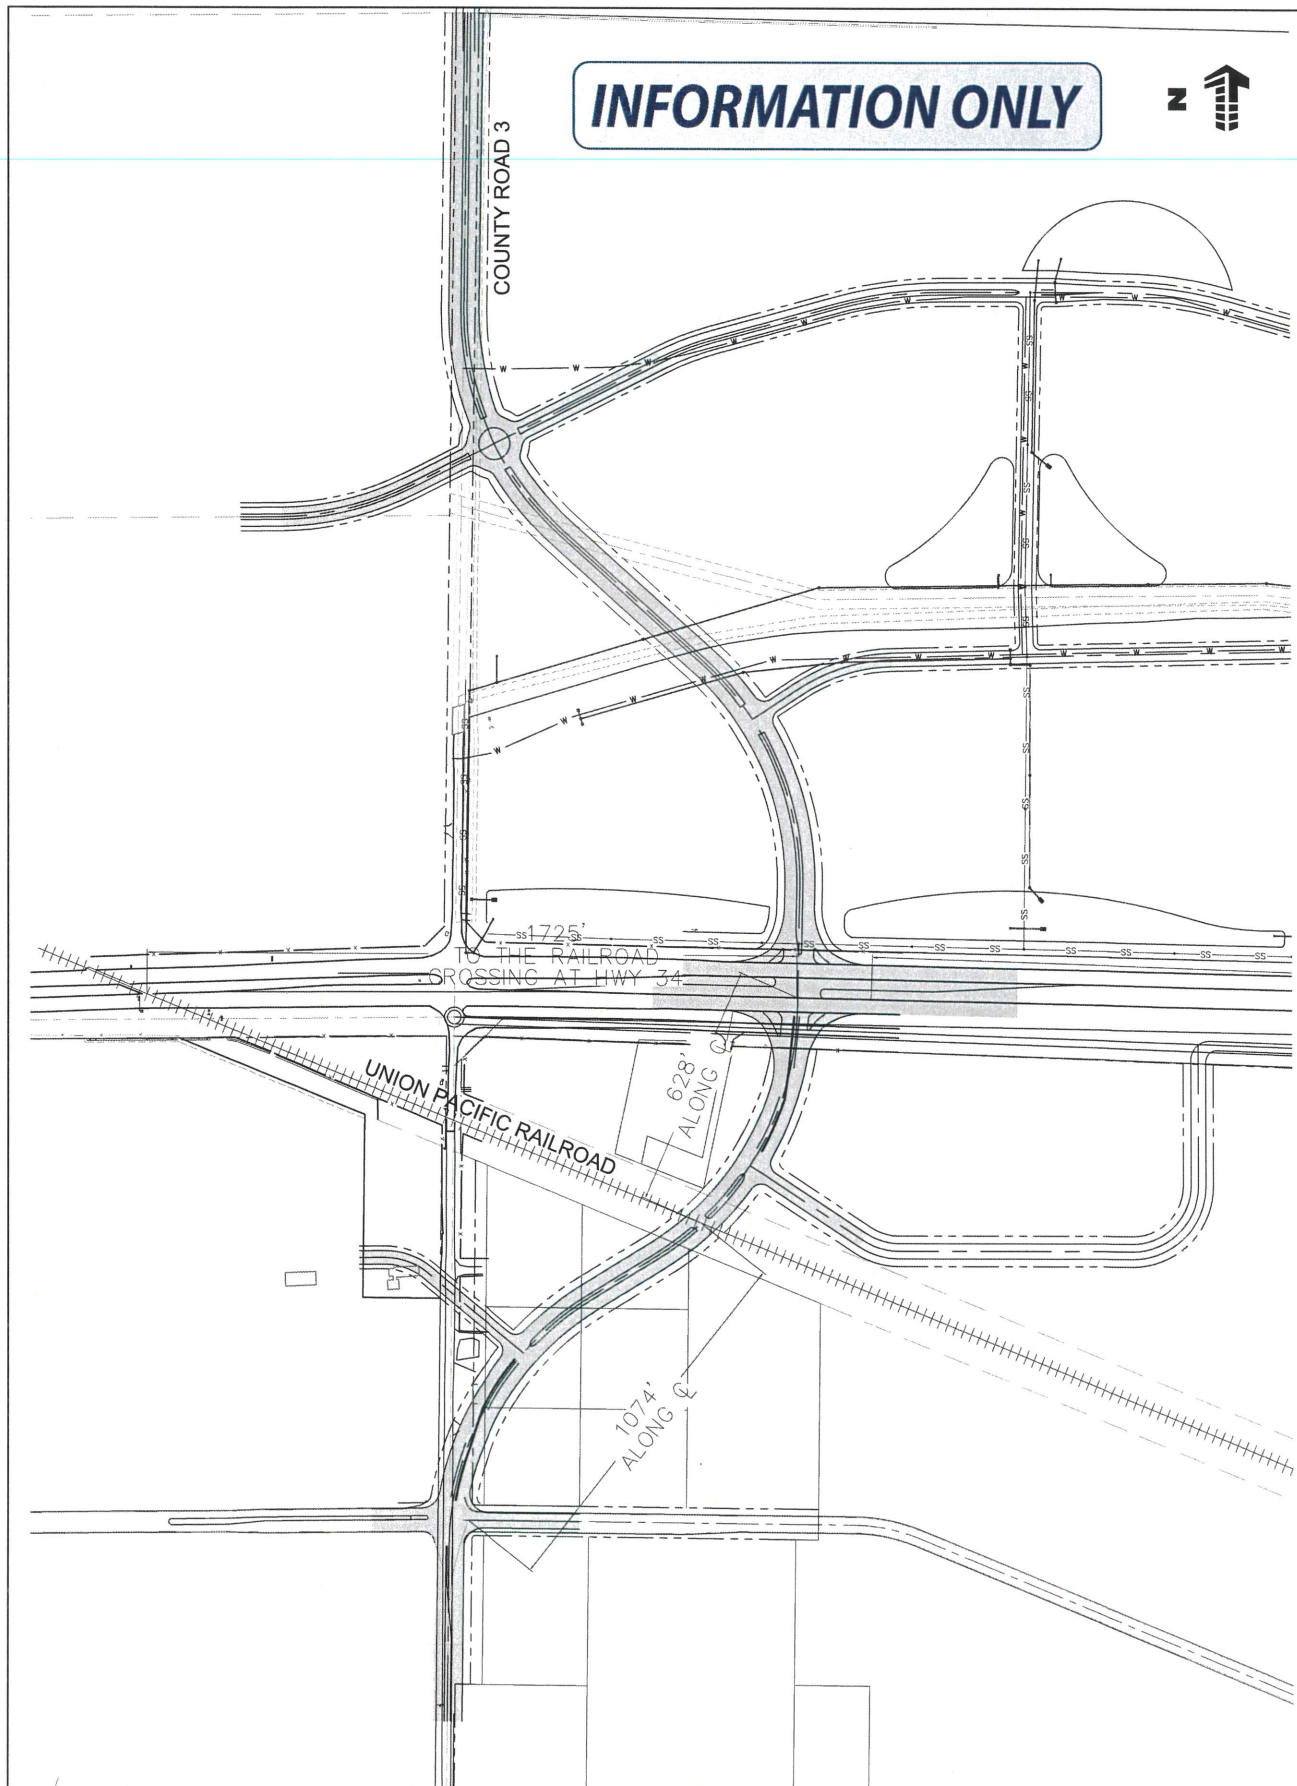 INFORMATION ONLY
N
COUNTY ROAD 3
1725'
TO THE RAILROAD
CROSSING AT HWY 34
UNION PACIFIC RAILROAD
628'
ALONG ℄
1074'
ALONG ℄